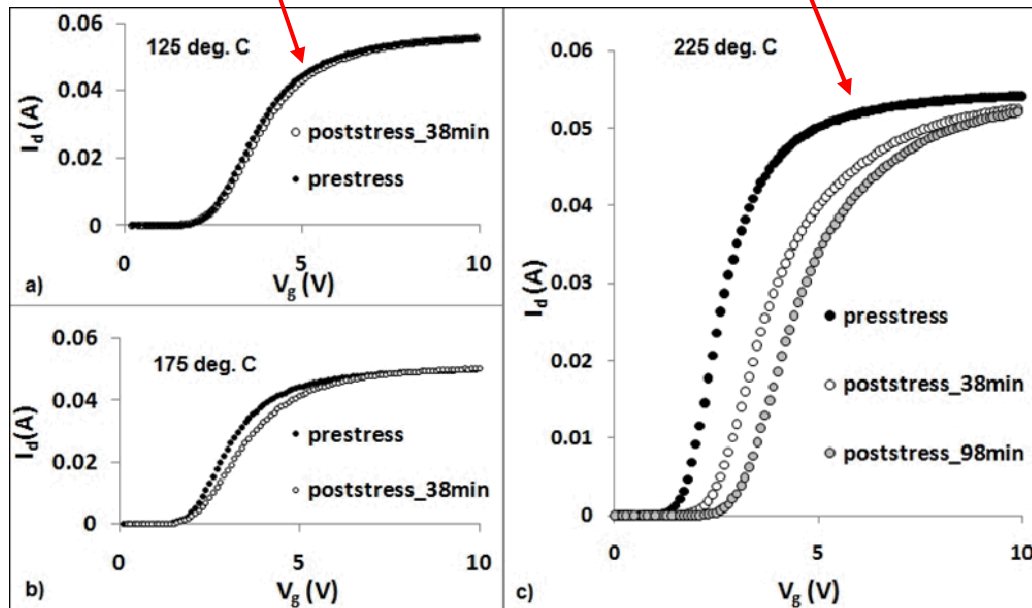 0.06
125 deg. C
0.04
I_d (A)
poststress_38min
0.02
prestress
0
0
5
10
V_g (V)
a)
0.06
175 deg. C
0.04
I_d(A)
prestress
0.02
poststress_38min
0
0
5
10
V_g (V)
b)
0.06
225 deg. C
0.05
0.04
I_d (A)
0.03
presstress
0.02
poststress_38min
0.01
poststress_98min
0
0
5
10
V_g (V)
c)